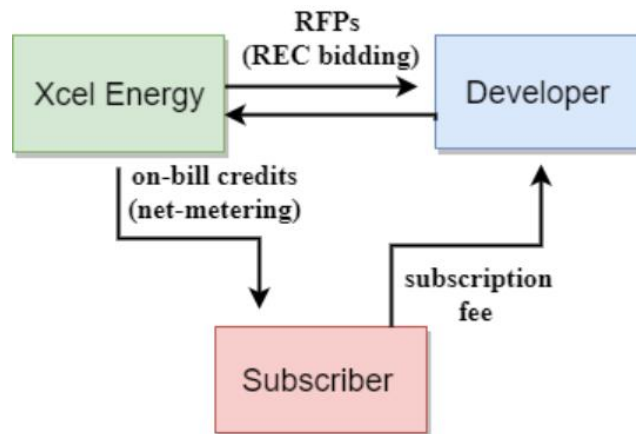 RFPs
(REC bidding)
Xcel Energy
Developer
on-bill credits
(net-metering)
subscription
fee
Subscriber